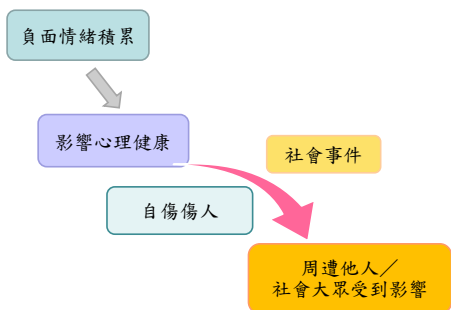 負面情緒積累
影響心理健康
社會事件
自傷傷人
周遭他人／
社會大眾受到影響